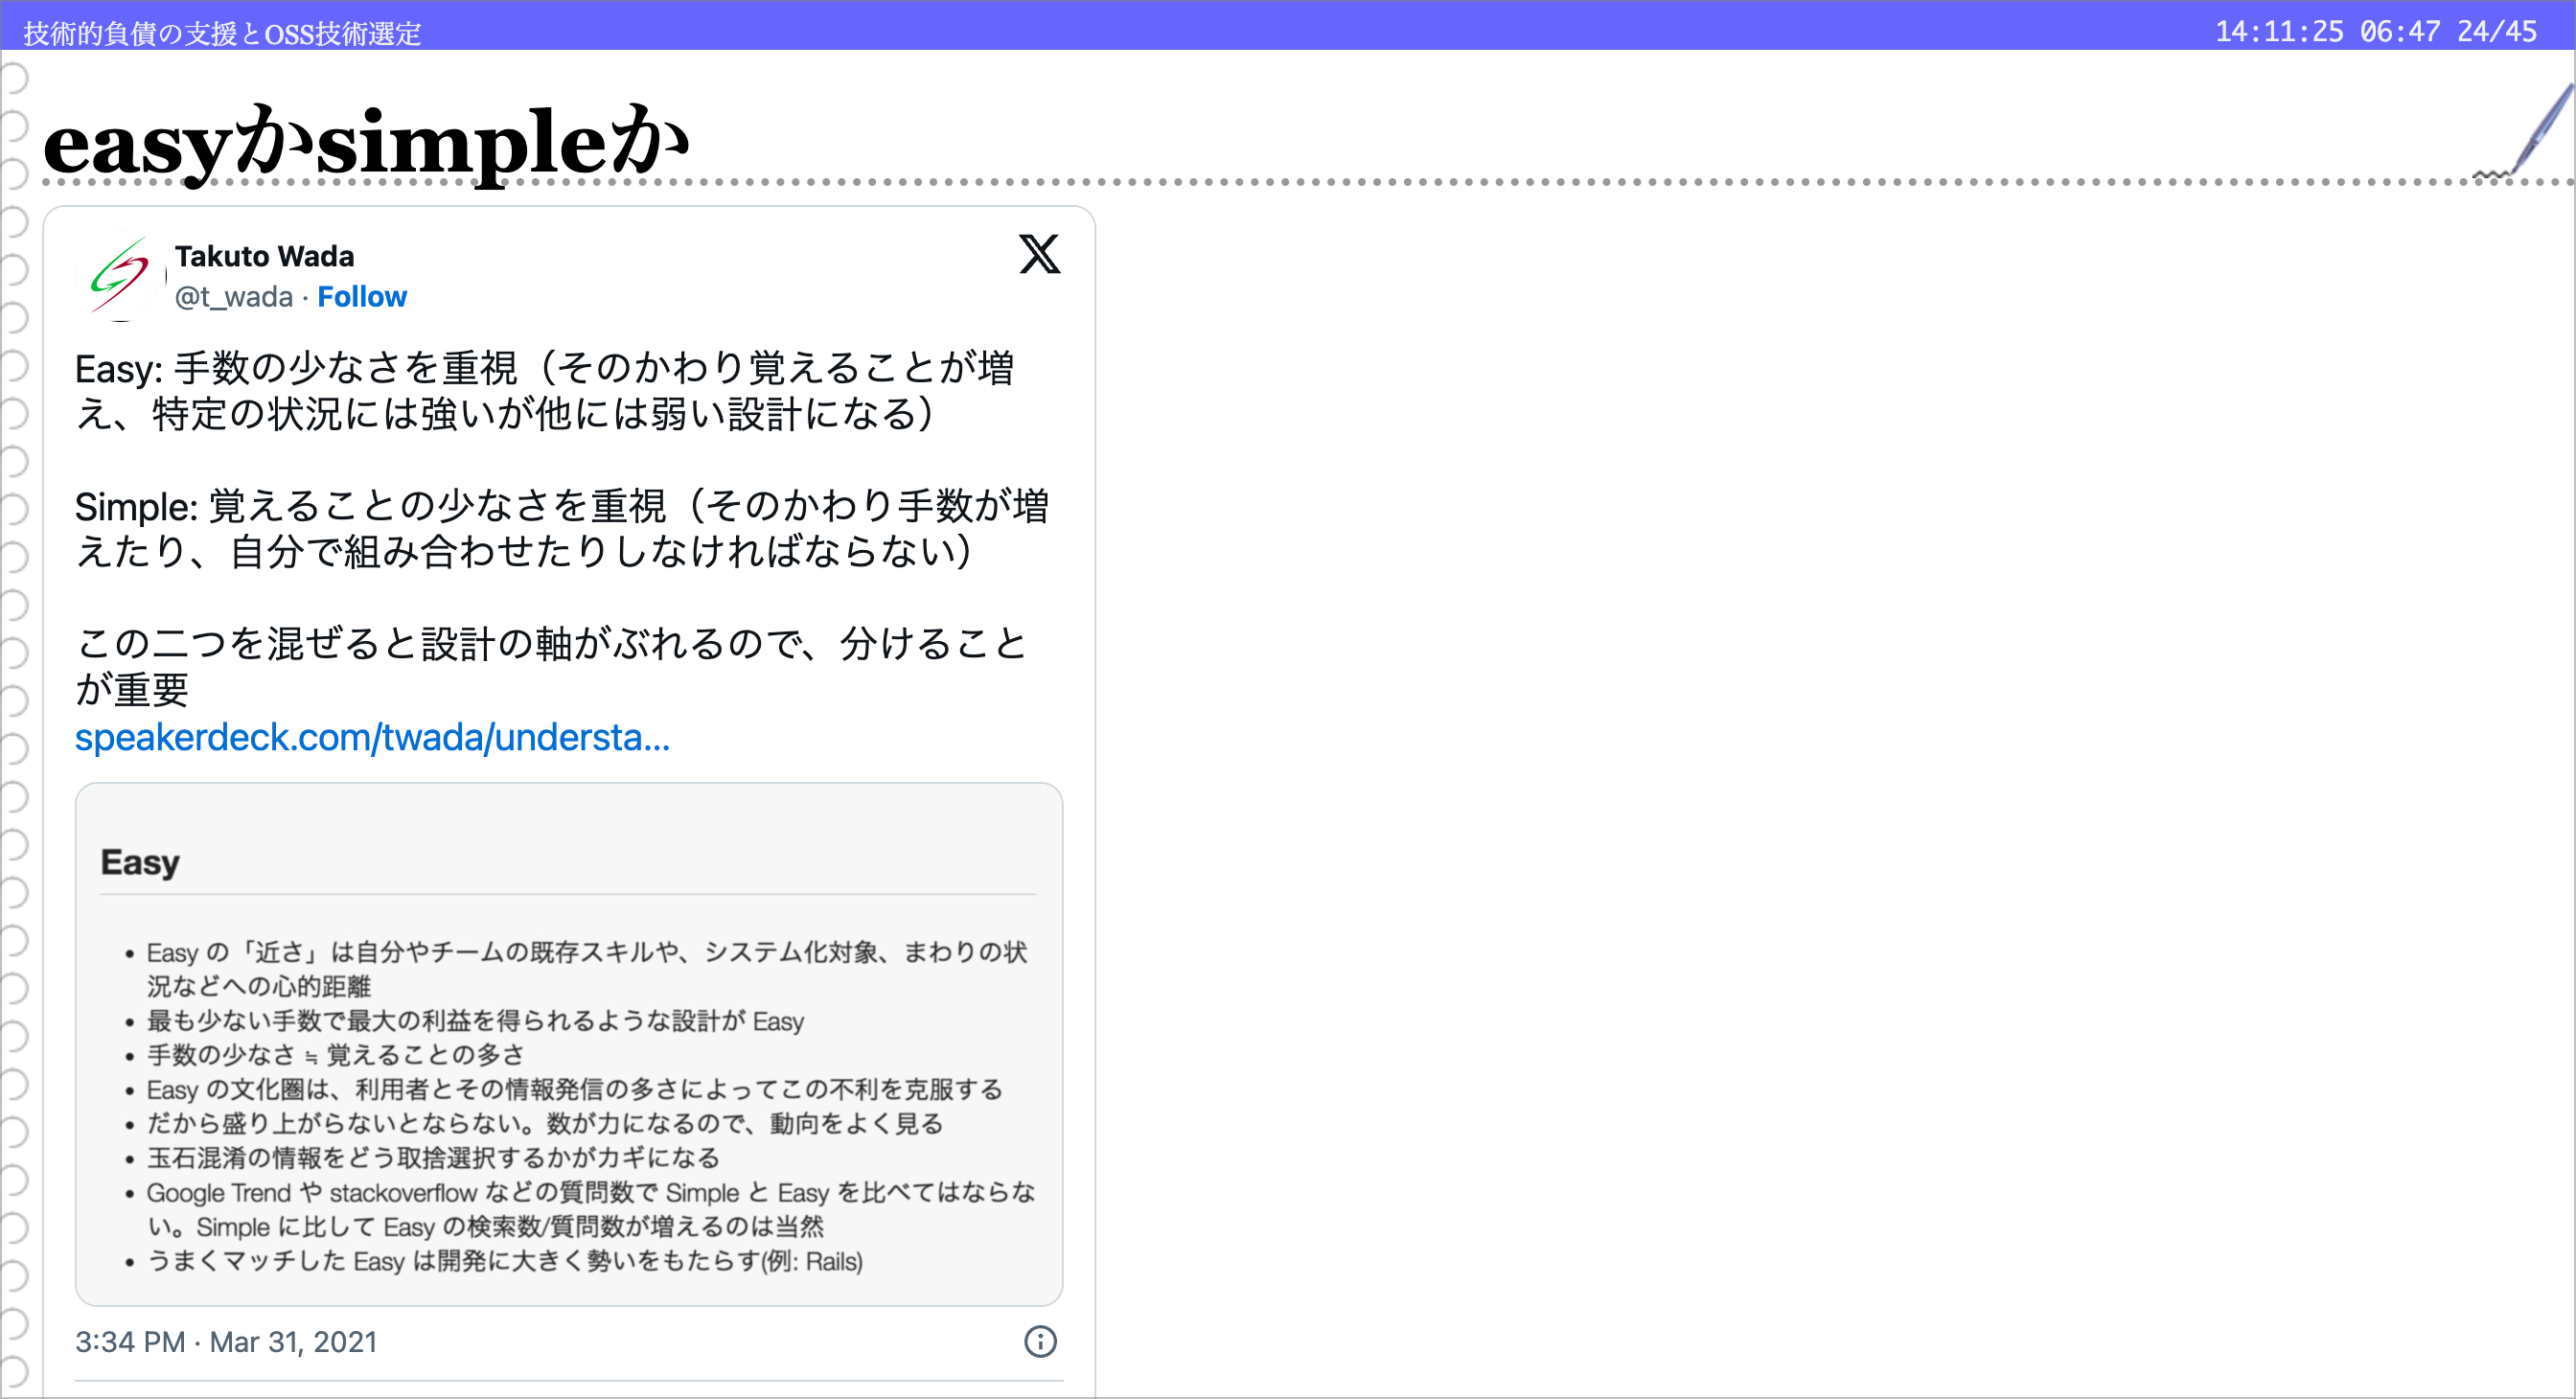 技術的負債の支援とOSS技術選定
14:11:25 06:47 24/45
easyかsimpleか
Takuto Wada
@t_wada · Follow
Easy: 手数の少なさを重視（そのかわり覚えることが増
え、特定の状況には強いが他には弱い設計になる）
Simple: 覚えることの少なさを重視（そのかわり手数が増
えたり、自分で組み合わせたりしなければならない）
この二つを混ぜると設計の軸がぶれるので、分けること
が重要
speakerdeck.com/twada/understa…
Easy
• Easy の「近さ」は自分やチームの既存スキルや、システム化対象、まわりの状
況などへの心的距離
• 最も少ない手数で最大の利益を得られるような設計が Easy
• 手数の少なさ ≒ 覚えることの多さ
• Easy の文化圏は、利用者とその情報発信の多さによってこの不利を克服する
• だから盛り上がらないとならない。数が力になるので、動向をよく見る
• 玉石混淆の情報をどう取捨選択するかがカギになる
• Google Trend や stackoverflow などの質問数で Simple と Easy を比べてはならな
い。Simple に比して Easy の検索数/質問数が増えるのは当然
• うまくマッチした Easy は開発に大きく勢いをもたらす(例: Rails)
3:34 PM · Mar 31, 2021